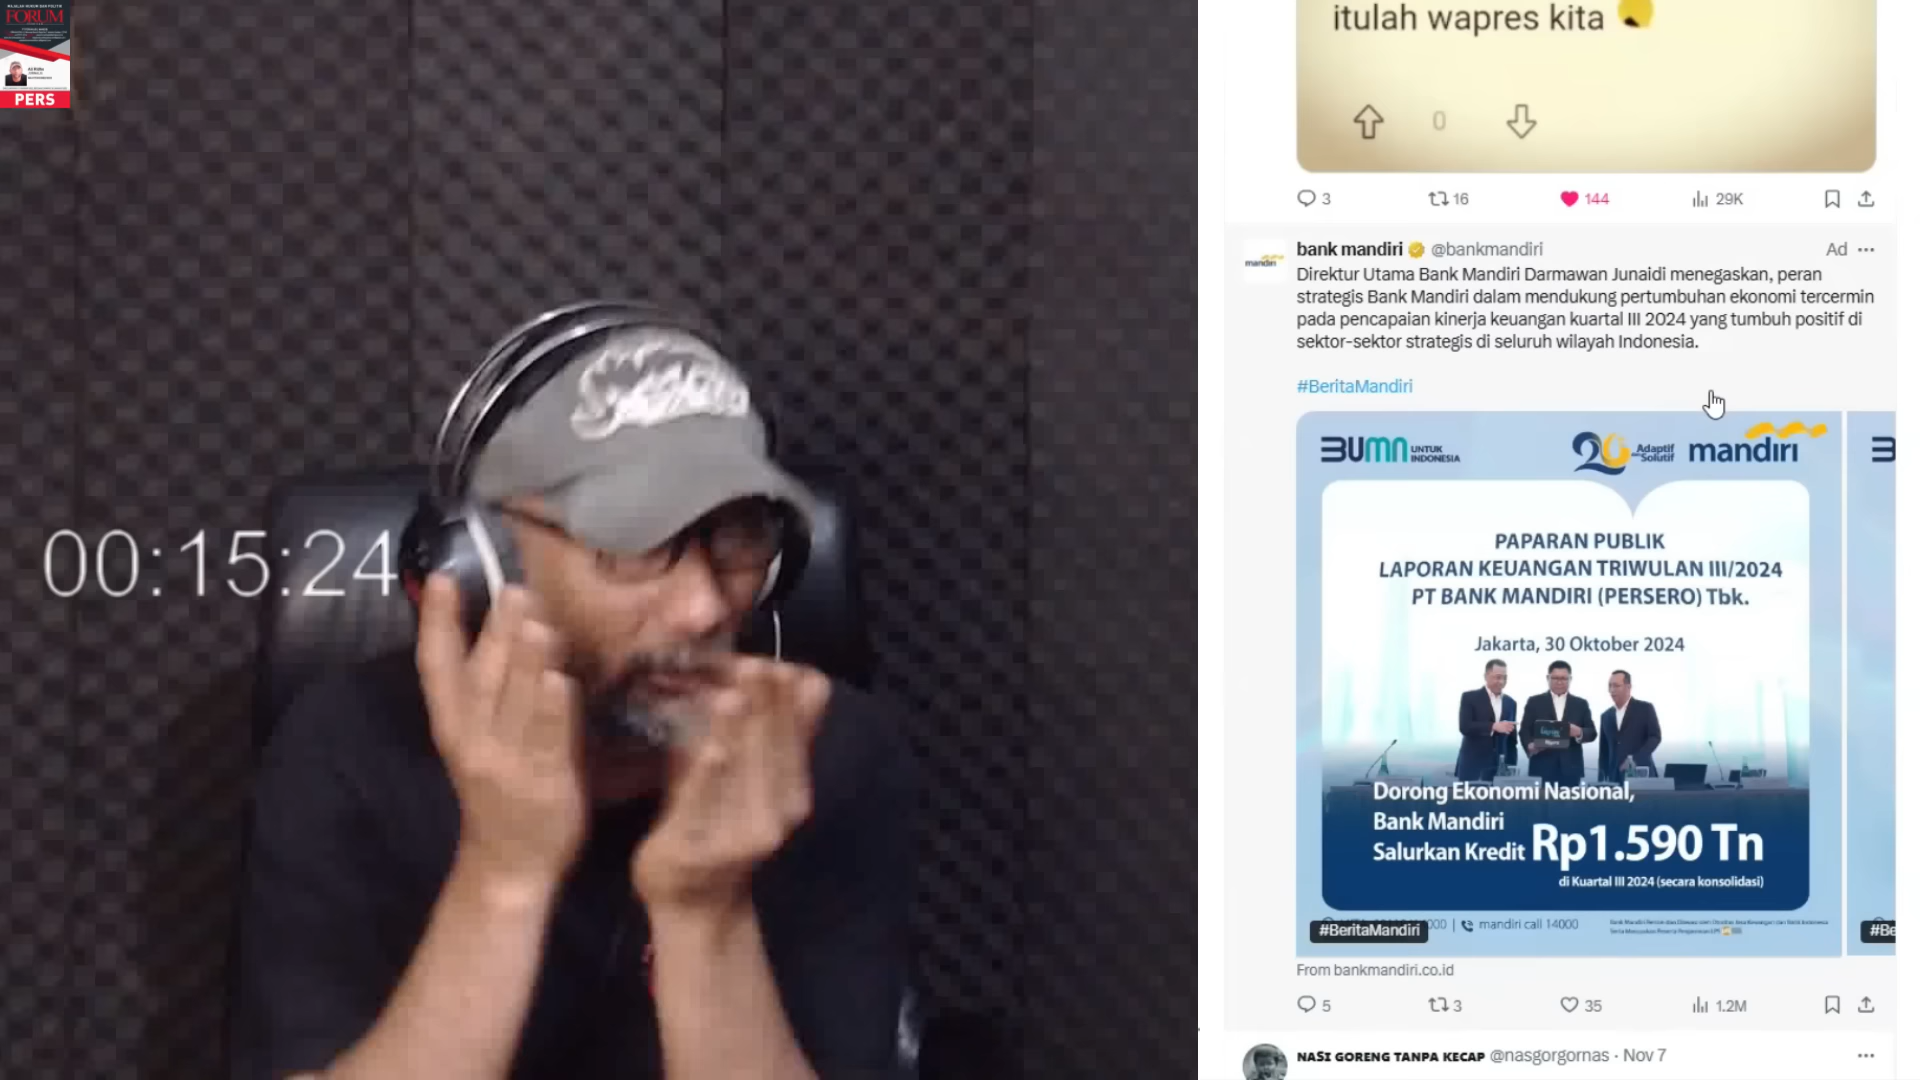 FORUM
PERS
Sneakers
00:15:24
itulah wapres kita
0
3
16
144
29K
bank mandiri @bankmandiri
Ad
mandiri
Direktur Utama Bank Mandiri Darmawan Junaidi menegaskan, peran
strategis Bank Mandiri dalam mendukung pertumbuhan ekonomi tercermin
pada pencapaian kinerja keuangan kuartal III 2024 yang tumbuh positif di
sektor-sektor strategis di seluruh wilayah Indonesia.
#BeritaMandiri
BUMN UNTUK
INDONESIA
26 Adaptif
Solutif
mandiri
PAPARAN PUBLIK
LAPORAN KEUANGAN TRIWULAN III/2024
PT BANK MANDIRI (PERSERO) Tbk.
Jakarta, 30 Oktober 2024
Dorong Ekonomi Nasional,
Bank Mandiri
Salurkan Kredit Rp1.590 Tn
di Kuartal III 2024 (secara konsolidasi)
#BeritaMandiri
000 | mandiri call 14000
#Be
From bankmandiri.co.id
5
3
35
1.2M
NASI GORENG TANPA KECAP @nasgorgornas · Nov 7